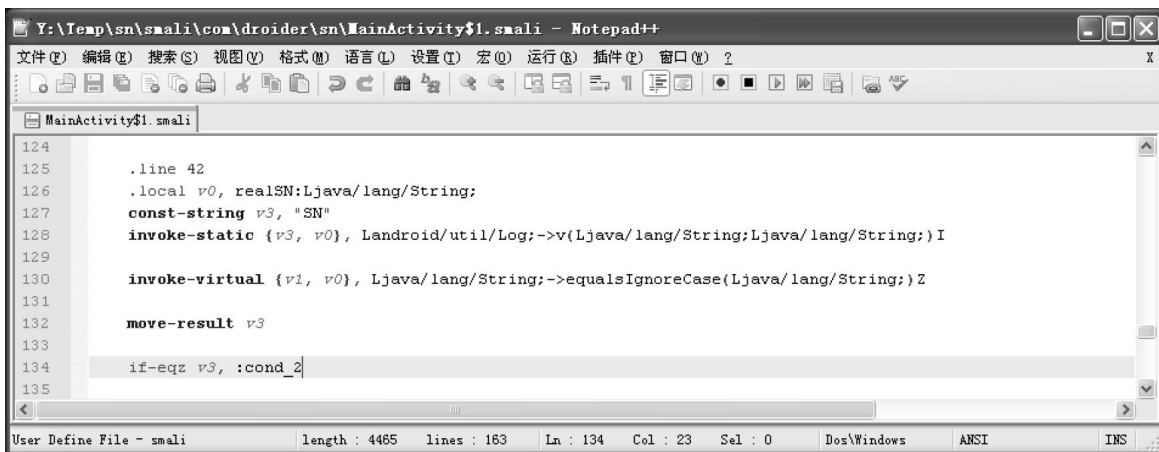 Y:\Temp\sn\smali\com\droider\sn\MainActivity$1.smali - Notepad++
文件(F) 编辑(E) 搜索(S) 视图(V) 格式(M) 语言(L) 设置(T) 宏(O) 运行(R) 插件(P) 窗口(W) ? X
MainActivity$1.smali
124
125 .line 42
126 .local v0, realSN:Ljava/lang/String;
127 const-string v3, "SN"
128 invoke-static {v3, v0}, Landroid/util/Log;->v(Ljava/lang/String;Ljava/lang/String;)I
129
130 invoke-virtual {v1, v0}, Ljava/lang/String;->equalsIgnoreCase(Ljava/lang/String;)Z
131
132 move-result v3
133
134 if-eqz v3, :cond_2
135
User Define File - smali length : 4465 lines : 163 Ln : 134 Col : 23 Sel : 0 Dos\Windows ANSI INS